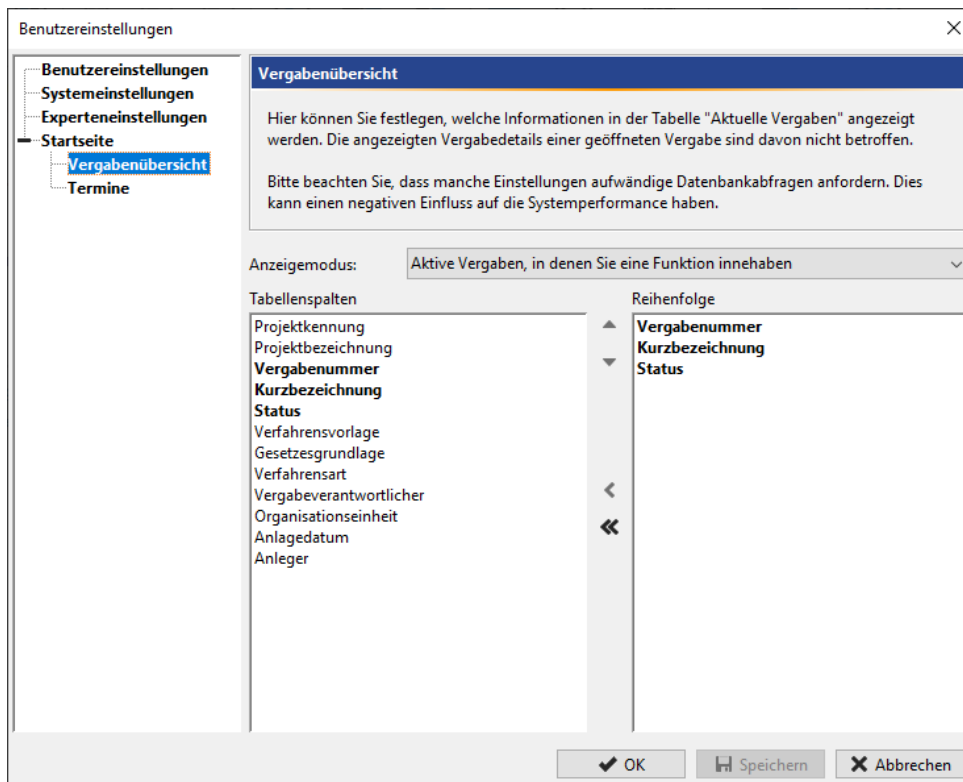 Benutzereinstellungen
Benutzereinstellungen
Systemeinstellungen
Experteneinstellungen
Startseite
Vergabenübersicht
Termine
Vergabenübersicht
Hier können Sie festlegen, welche Informationen in der Tabelle "Aktuelle Vergaben" angezeigt
werden. Die angezeigten Vergabedetails einer geöffneten Vergabe sind davon nicht betroffen.
Bitte beachten Sie, dass manche Einstellungen aufwändige Datenbankabfragen anfordern. Dies
kann einen negativen Einfluss auf die Systemperformance haben.
Anzeigemodus:
Aktive Vergaben, in denen Sie eine Funktion innehaben
Tabellenspalten
Projektkennung
Projektbezeichnung
Vergabenummer
Kurzbezeichnung
Status
Verfahrensvorlage
Gesetzesgrundlage
Verfahrensart
Vergabeverantwortlicher
Organisationseinheit
Anlagedatum
Anleger
Reihenfolge
Vergabenummer
Kurzbezeichnung
Status
OK
Speichern
Abbrechen